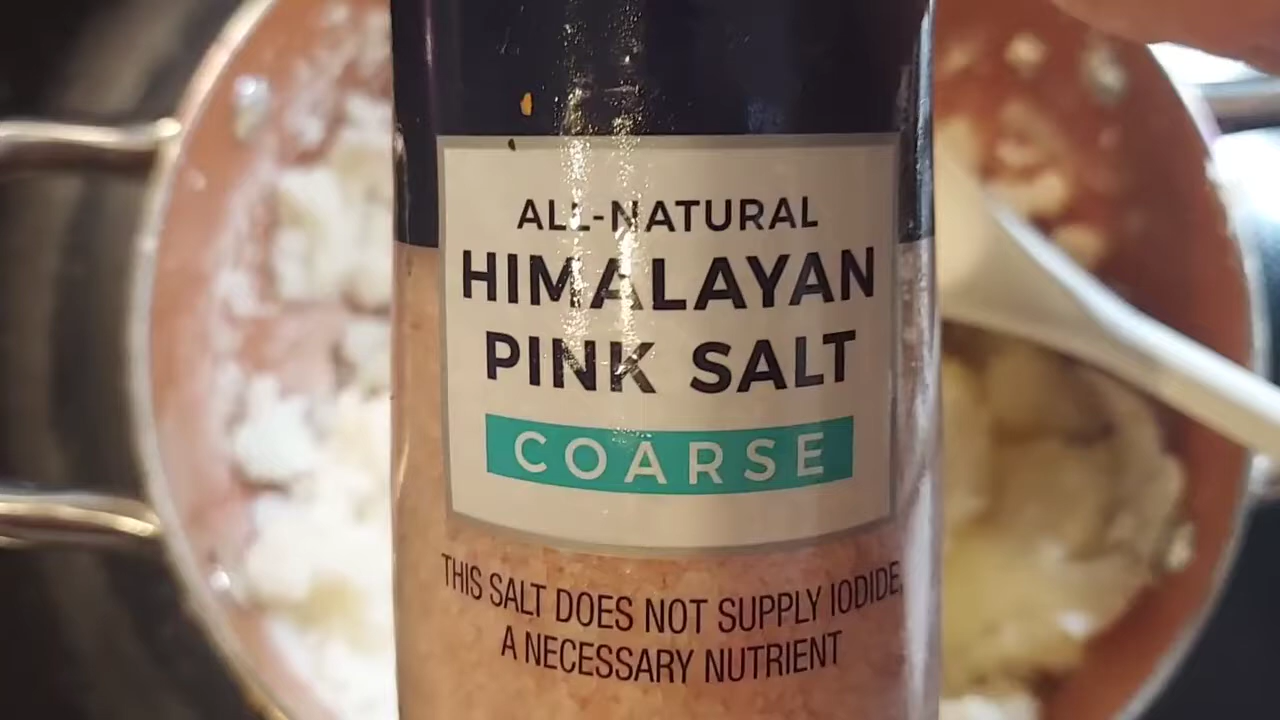 ALL-NATURAL
HIMALAYAN
PINK SALT
COARSE
THIS SALT DOES NOT SUPPLY IODIDE,
A NECESSARY NUTRIENT